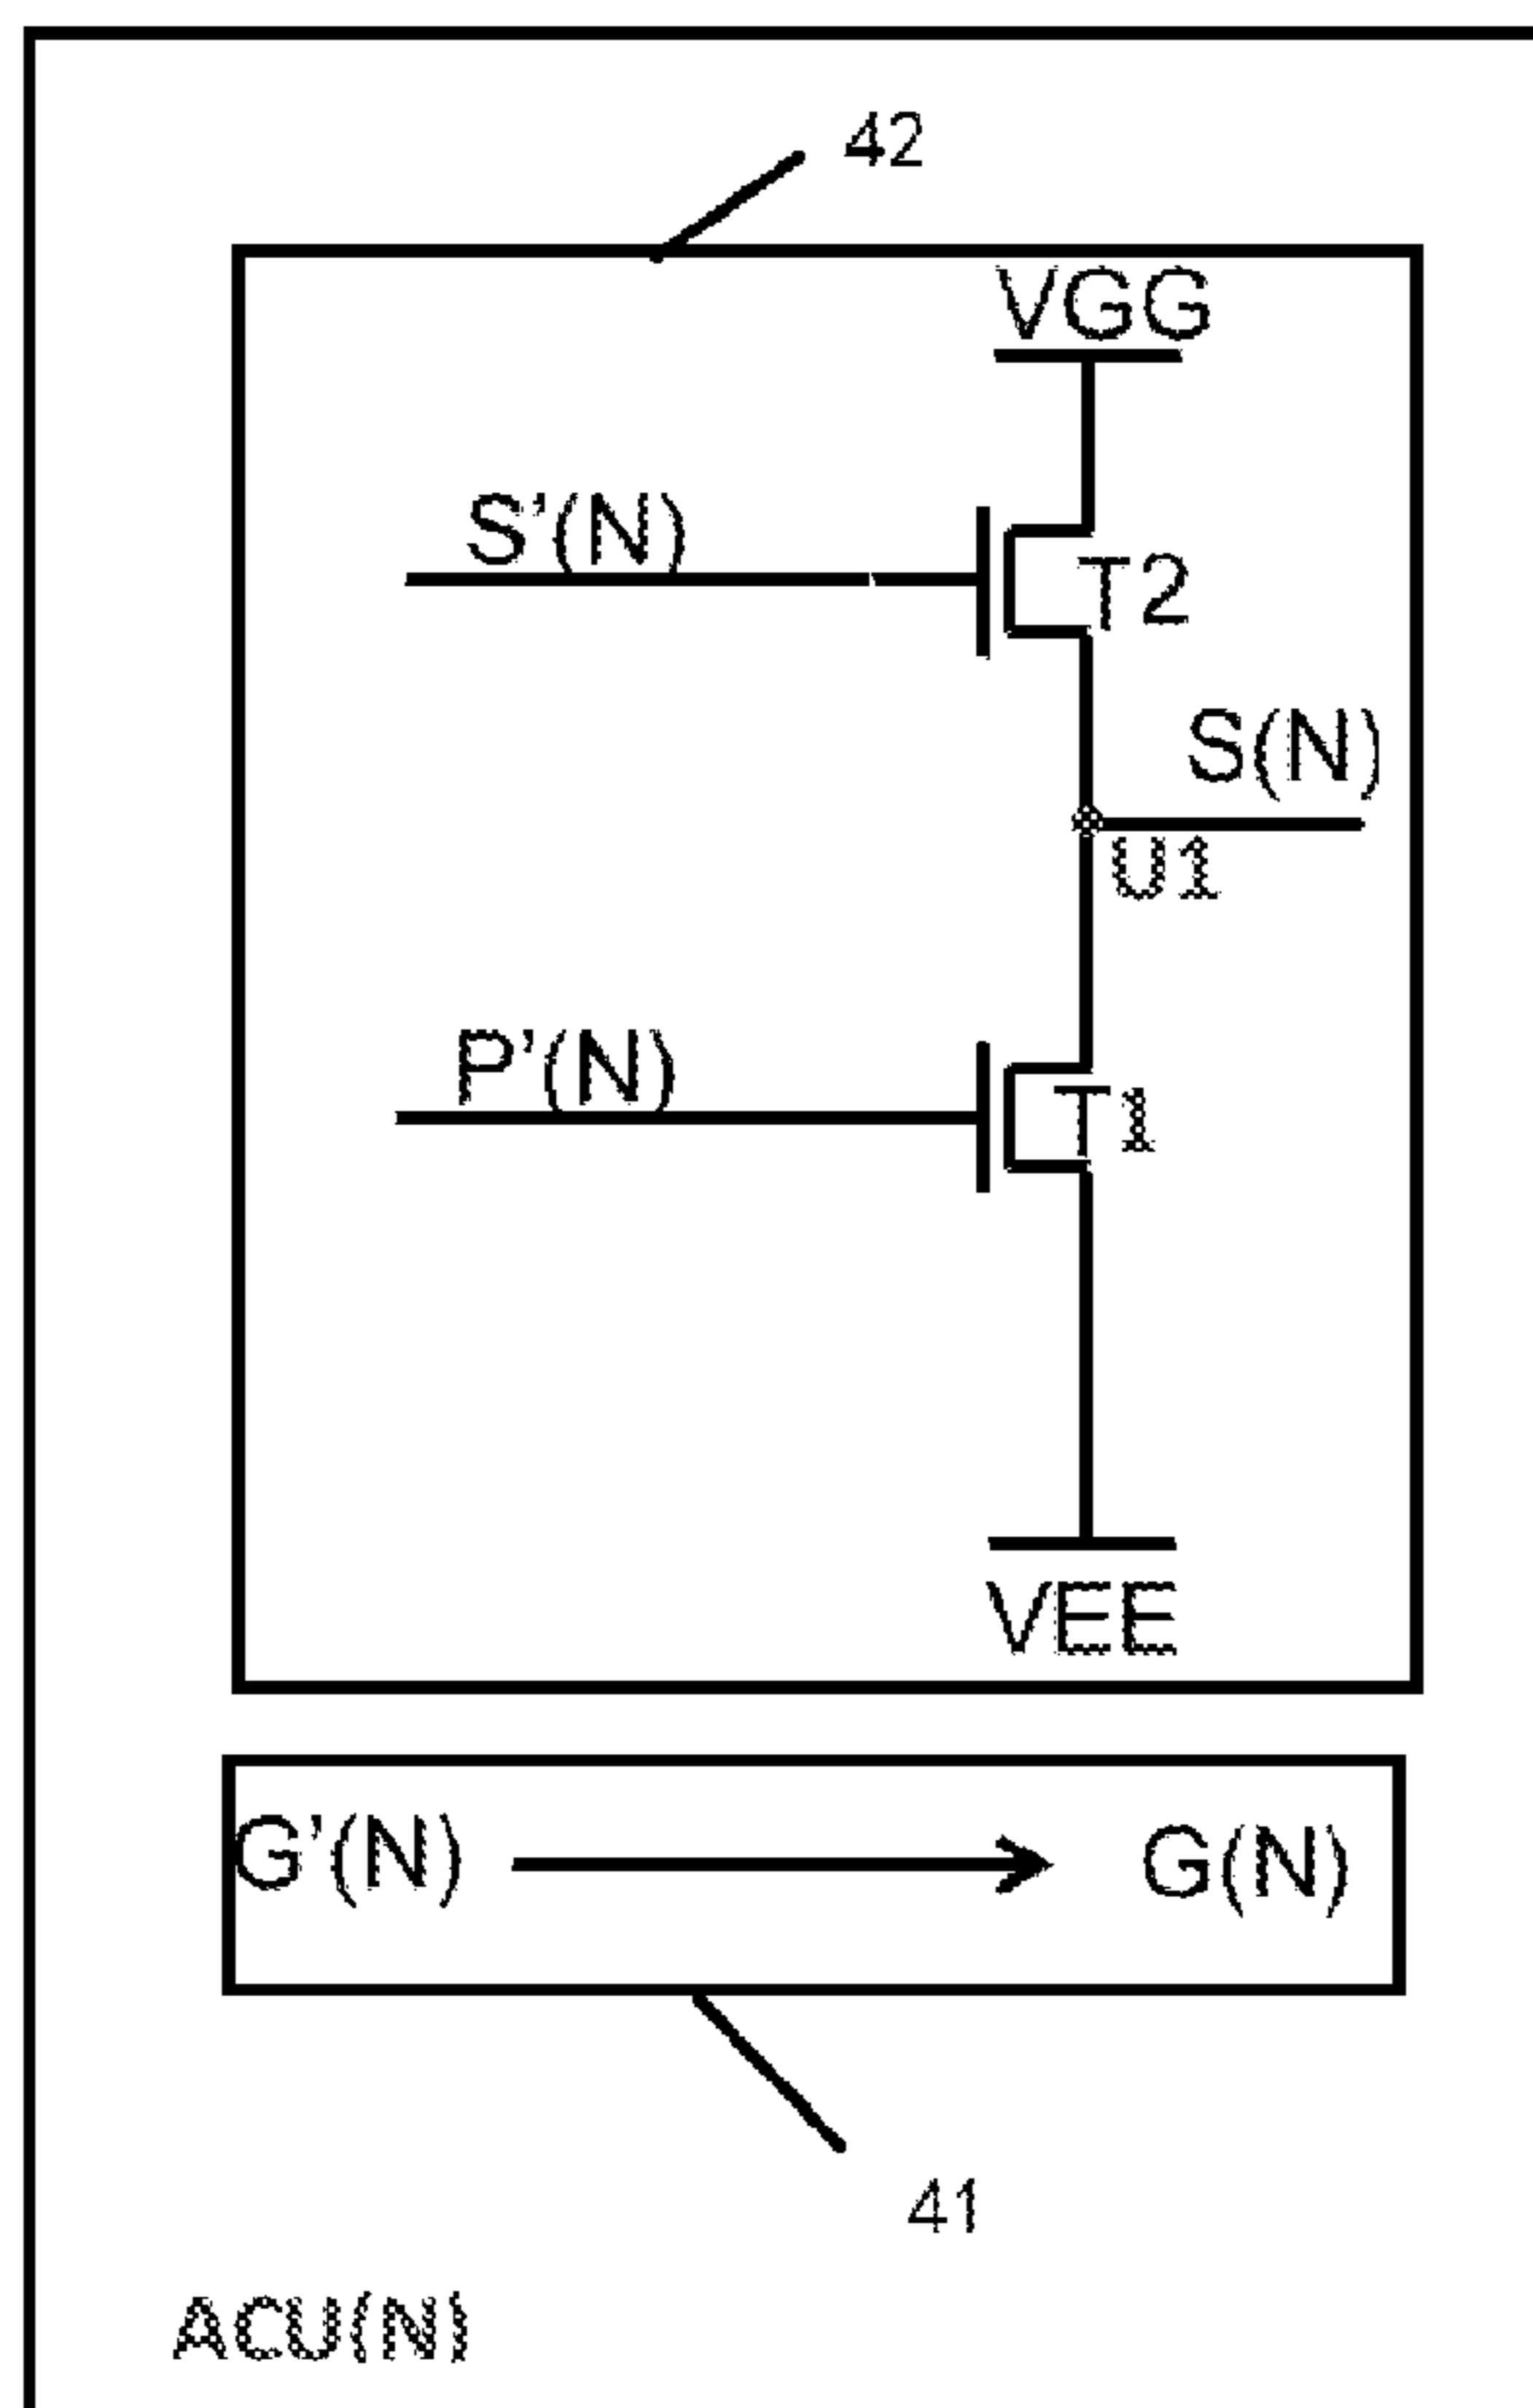 42
VGG
S'(N)
T2
S(N)
U1
P'(N)
T1
VEE
G'(N)
G(N)
41
ACU(N)